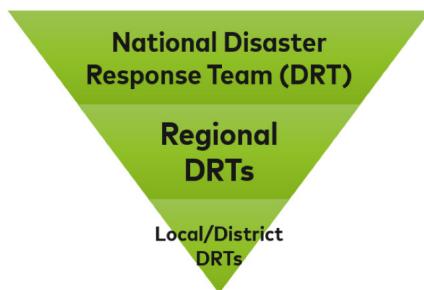 National Disaster
Response Team (DRT)
Regional
DRTs
Local/District
DRTs